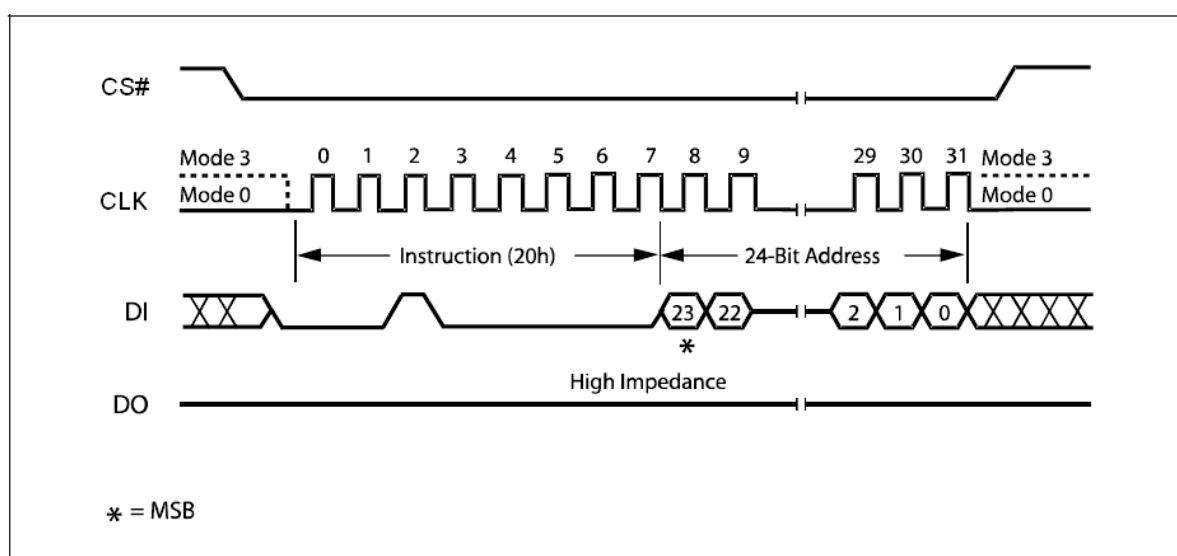 CS#
Mode 3
0 1 2 3 4 5 6 7 8 9 29 30 31
Mode 3
CLK
Mode 0
Mode 0
Instruction (20h)
24-Bit Address
DI
23 22 2 1 0
*
High Impedance
DO
* = MSB